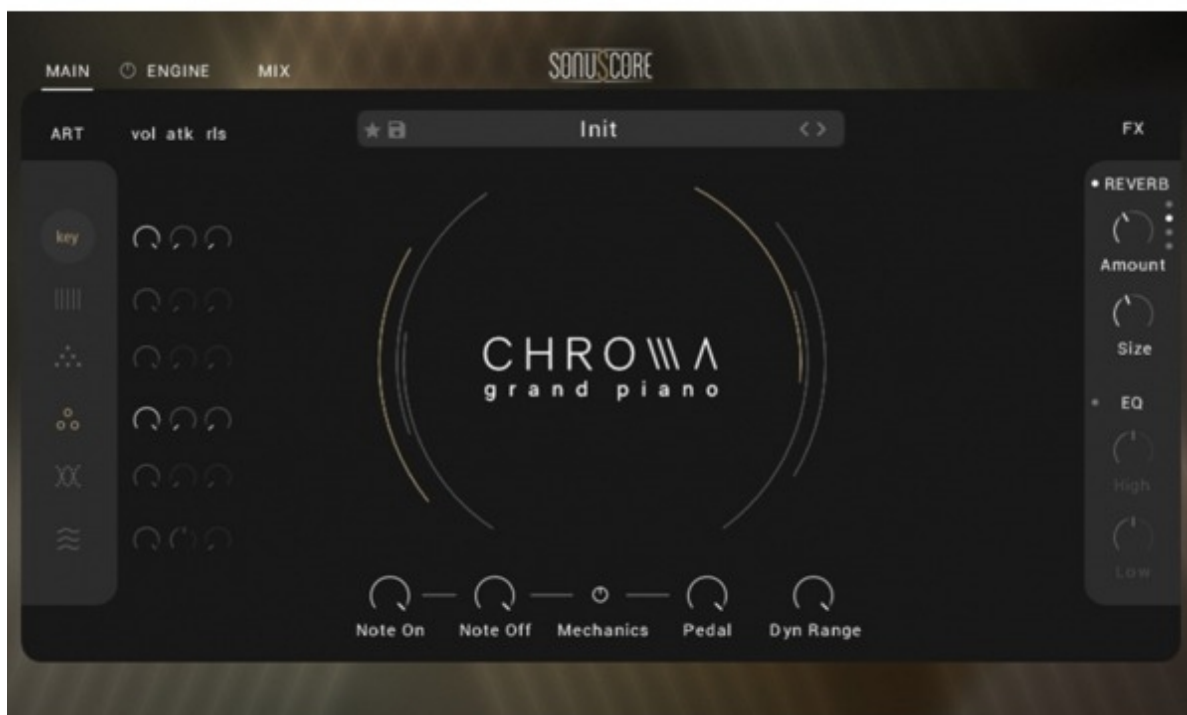 MAIN ENGINE MIX
SONUSCORE
ART vol atk rls
Init
FX
REVERB
key
Amount
Size
CHROMA
grand piano
EQ
High
Low
Note On Note Off Mechanics Pedal Dyn Range